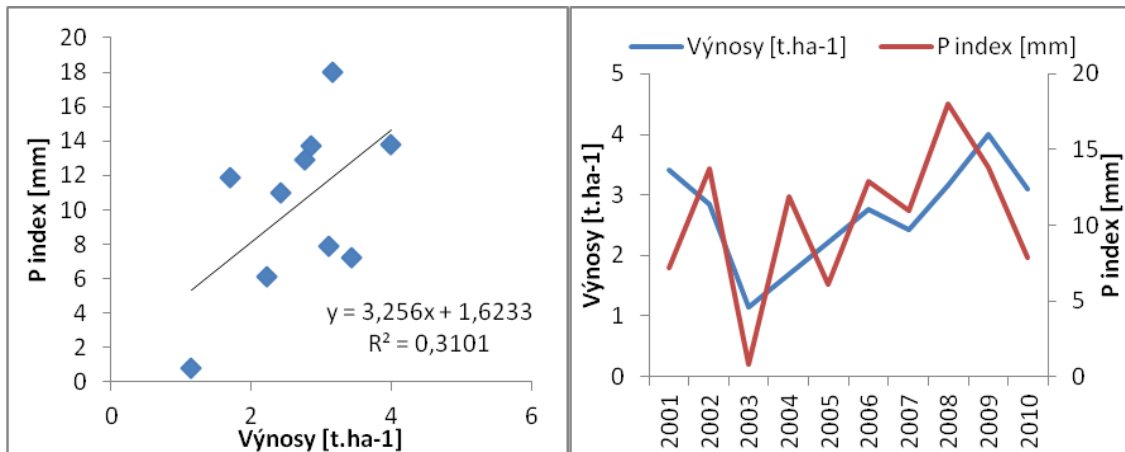 P index [mm]
20
18
16
14
12
10
8
6
4
2
0
y = 3,256x + 1,6233
R² = 0,3101
0 2 4 6
Výnosy [t.ha-1]
Výnosy [t.ha-1] P index [mm]
Výnosy [t.ha-1]
5 20
4 15
3
10
2
5
1
0 0
P index [mm]
2001 2002 2003 2004 2005 2006 2007 2008 2009 2010